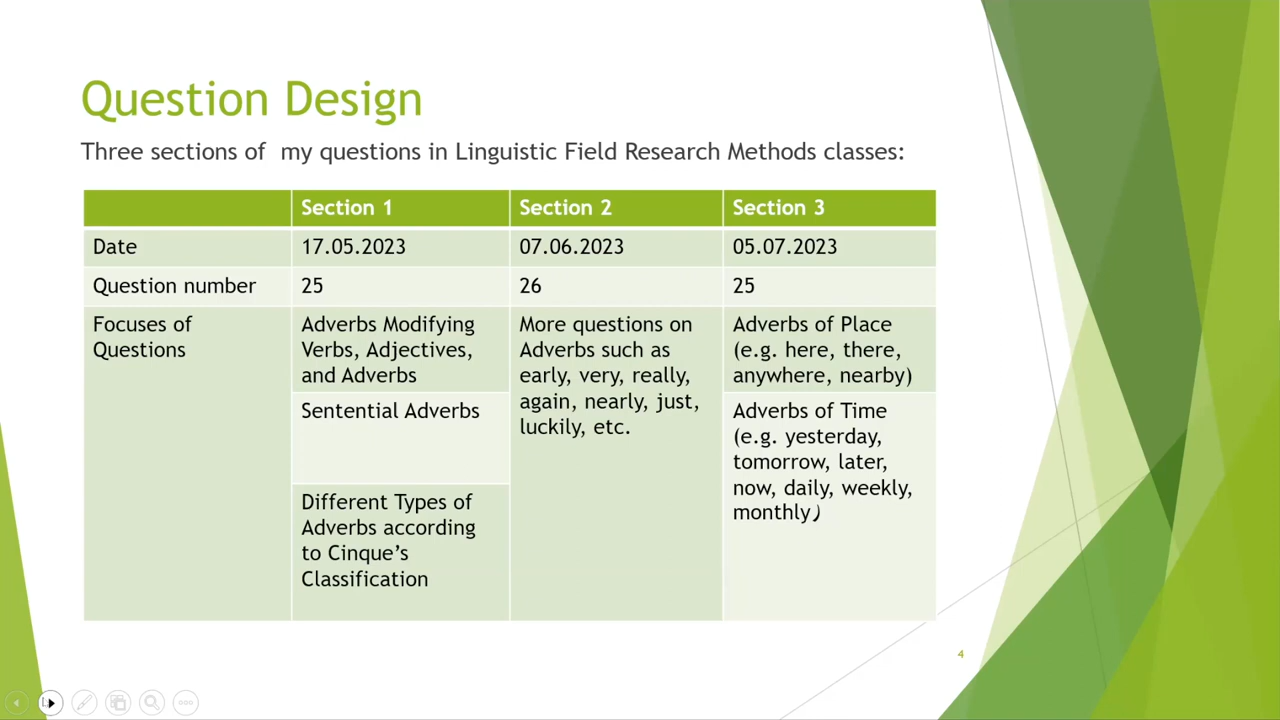 Question Design
Three sections of my questions in Linguistic Field Research Methods classes:
Section 1 Section 2 Section 3
Date 17.05.2023 07.06.2023 05.07.2023
Question number 25 26 25
Focuses of
Questions
Adverbs Modifying
Verbs, Adjectives,
and Adverbs
Sentential Adverbs
Different Types of
Adverbs according
to Cinque’s
Classification
More questions on
Adverbs such as
early, very, really,
again, nearly, just,
luckily, etc.
Adverbs of Place
(e.g. here, there,
anywhere, nearby)
Adverbs of Time
(e.g. yesterday,
tomorrow, later,
now, daily, weekly,
monthly)
4